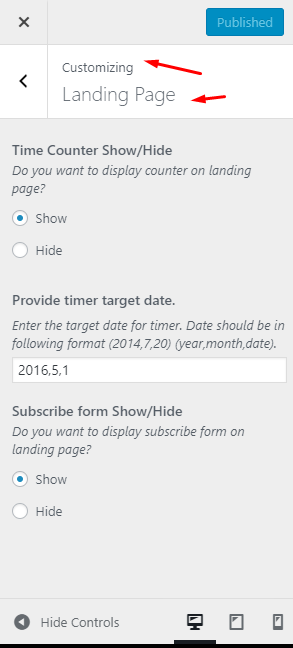 Published
Customizing
Landing Page
Time Counter Show/Hide
Do you want to display counter on landing
page?
Show
Hide
Provide timer target date.
Enter the target date for timer. Date should be in
following format (2014,7,20) (year,month,date).
2016,5,1
Subscribe form Show/Hide
Do you want to display subscribe form on
landing page?
Show
Hide
Hide Controls